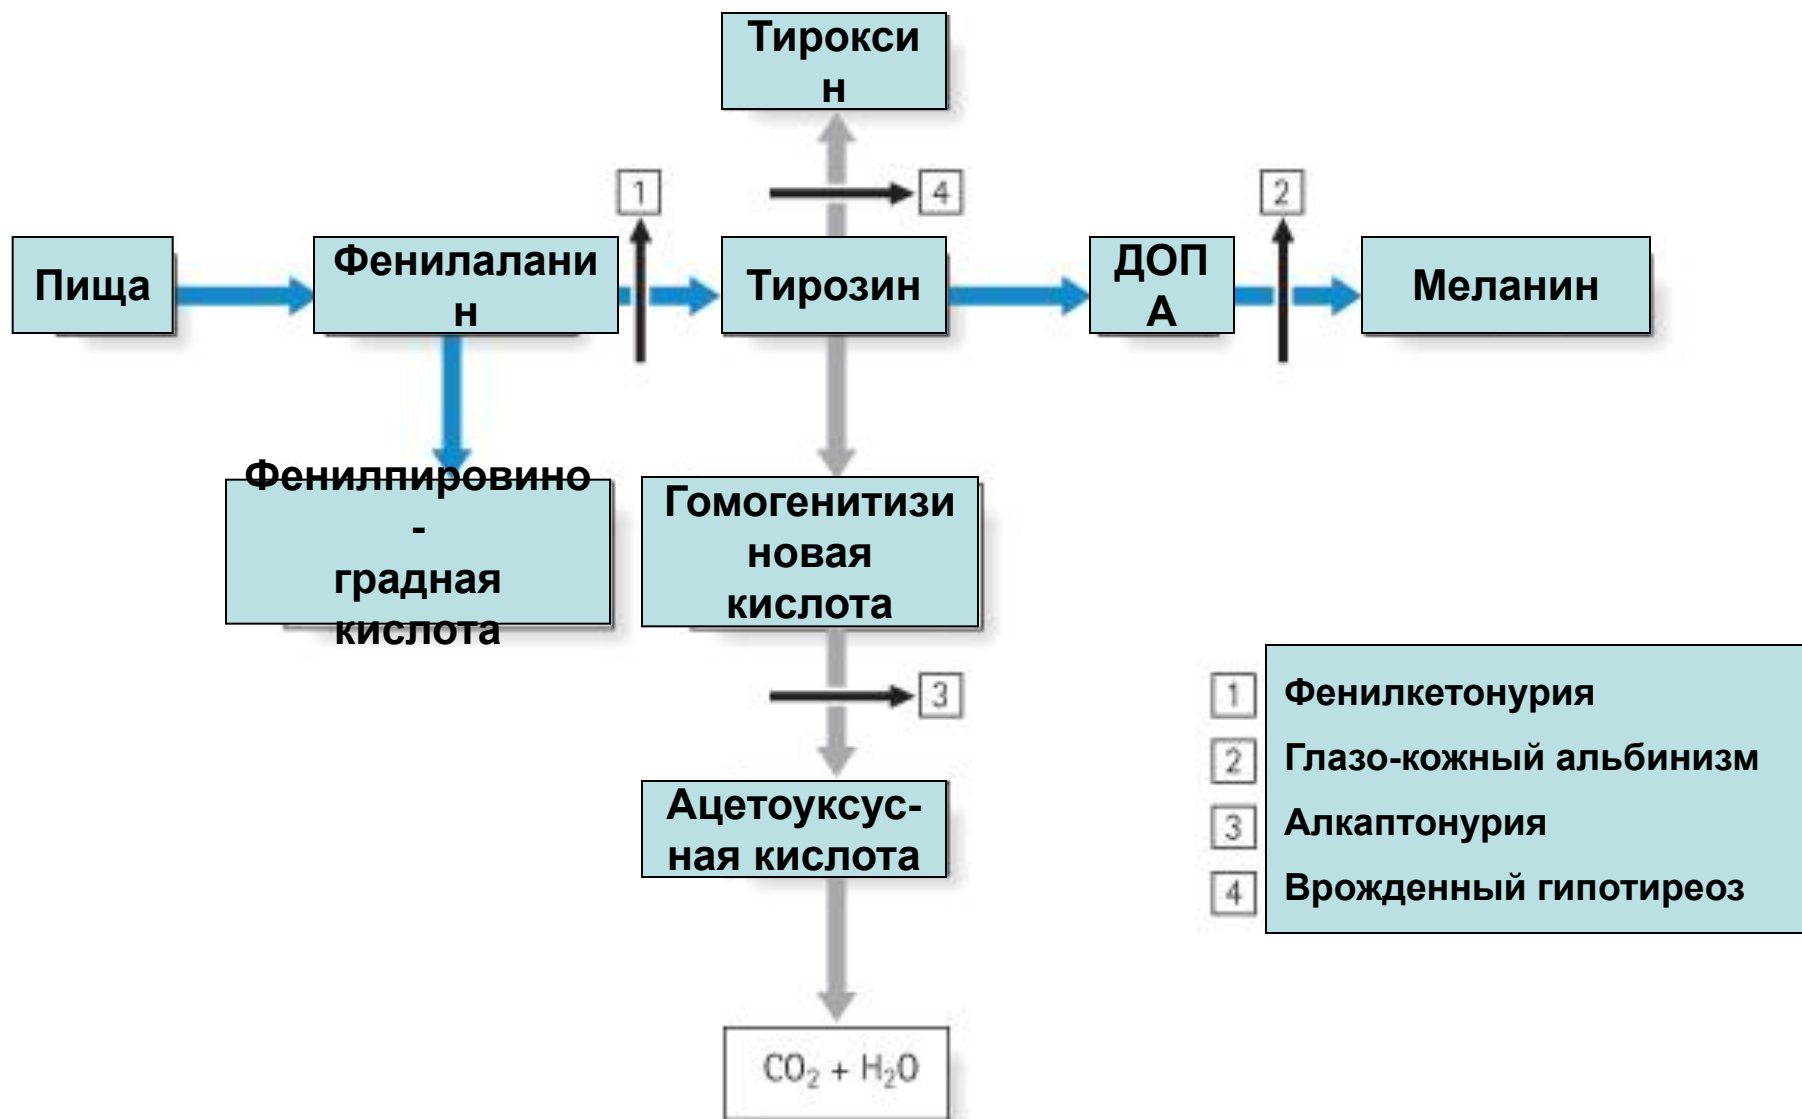 Тирокси
н
1
4
2
Пища
Фенилалани
н
Тирозин
ДОП
А
Меланин
Фенилпировино
-
градная
кислота
Гомогенитизи
новая
кислота
3
Ацетоуксус-
ная кислота
CO₂ + H₂O
1 Фенилкетонурия
2 Глазо-кожный альбинизм
3 Алкаптонурия
4 Врожденный гипотиреоз